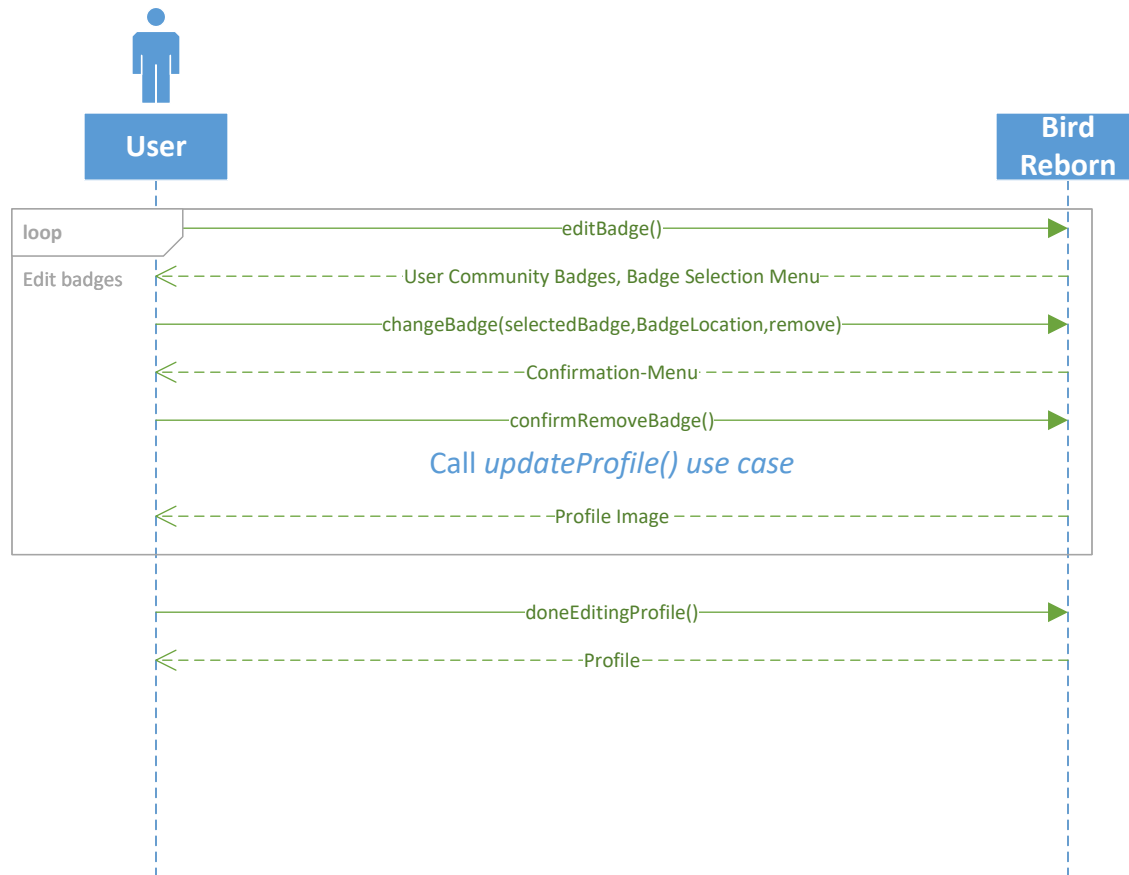 User
Bird
Reborn
loop
editBadge()
Edit badges
User Community Badges, Badge Selection Menu
changeBadge(selectedBadge,BadgeLocation,remove)
Confirmation-Menu
confirmRemoveBadge()
Call updateProfile() use case
Profile Image
doneEditingProfile()
Profile